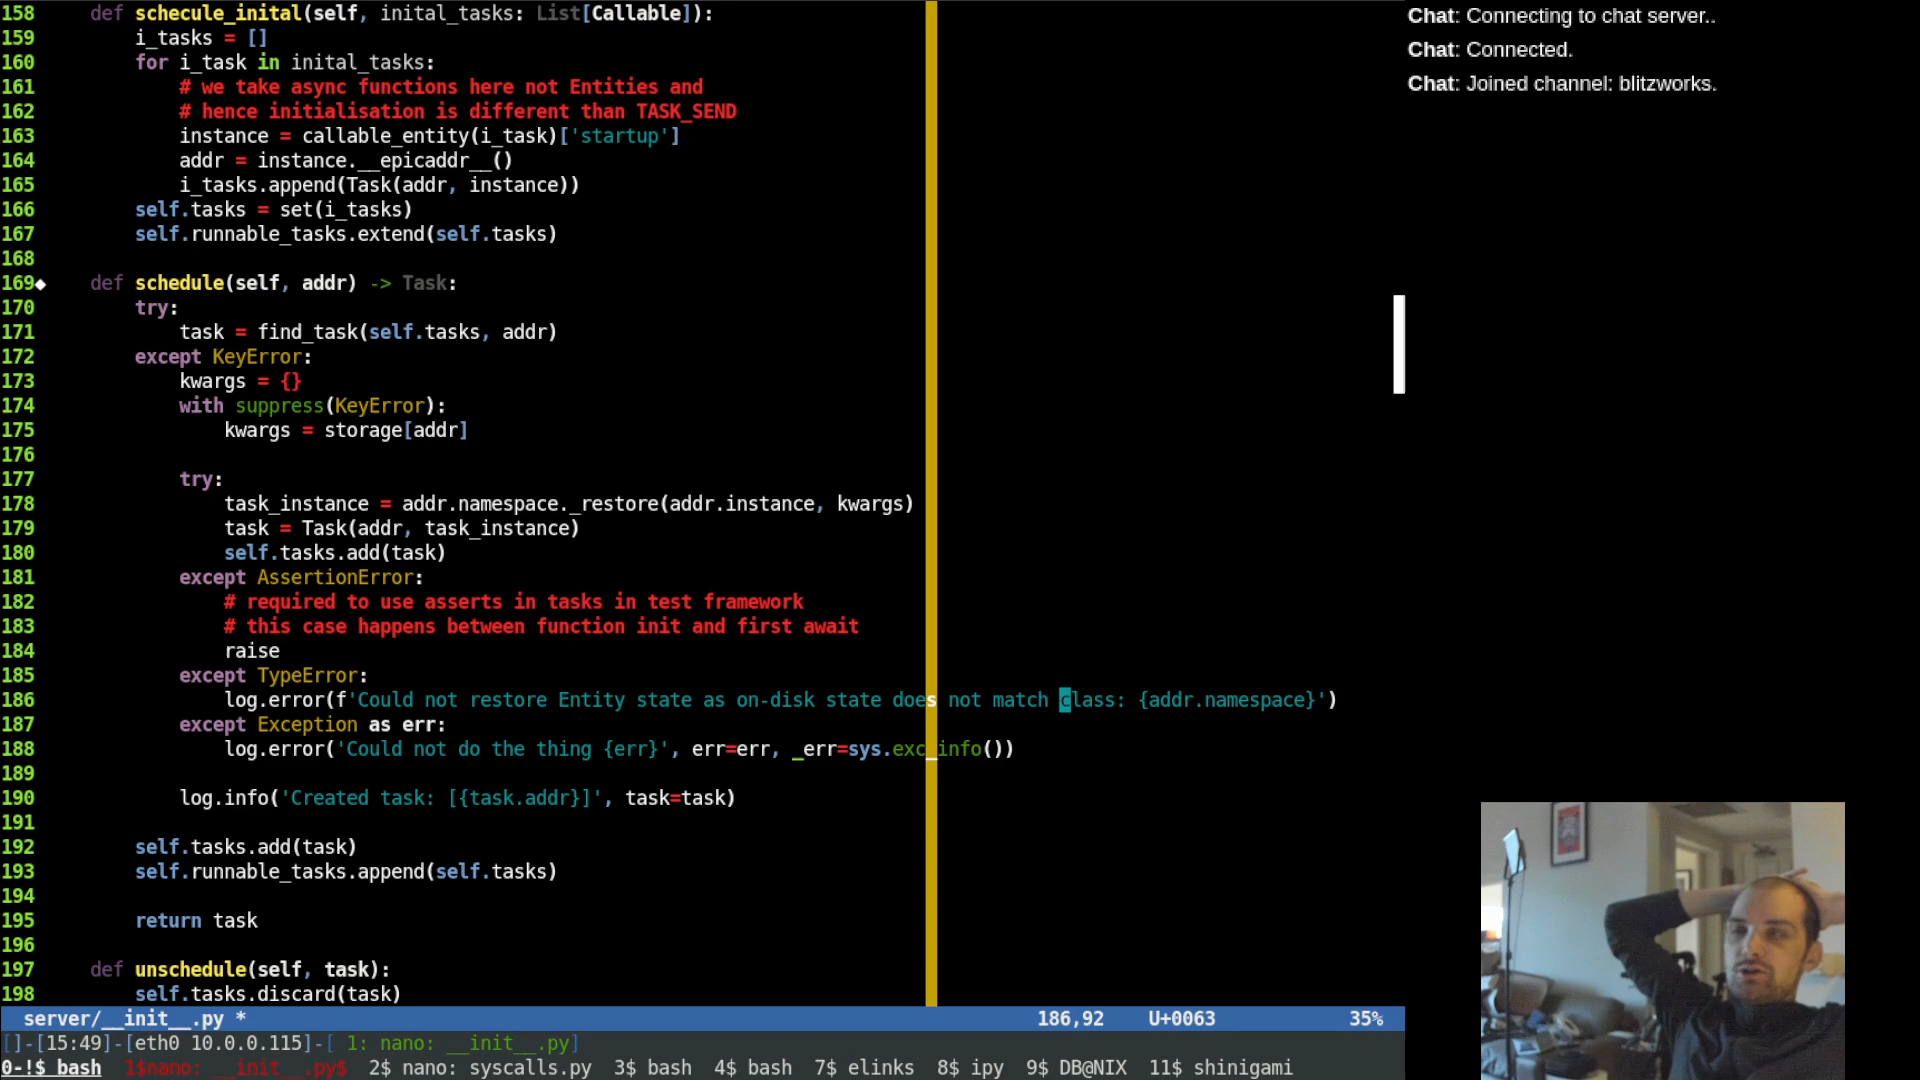 158     def schecule_inital(self, inital_tasks: List[Callable]):
159         i_tasks = []
160         for i_task in inital_tasks:
161             # we take async functions here not Entities and
162             # hence initialisation is different than TASK_SEND
163             instance = callable_entity(i_task)['startup']
164             addr = instance.__epicaddr__()
165             i_tasks.append(Task(addr, instance))
166         self.tasks = set(i_tasks)
167         self.runnable_tasks.extend(self.tasks)
168
169◆    def schedule(self, addr) -> Task:
170         try:
171             task = find_task(self.tasks, addr)
172         except KeyError:
173             kwargs = {}
174             with suppress(KeyError):
175                 kwargs = storage[addr]
176
177             try:
178                 task_instance = addr.namespace._restore(addr.instance, kwargs)
179                 task = Task(addr, task_instance)
180                 self.tasks.add(task)
181             except AssertionError:
182                 # required to use asserts in tasks in test framework
183                 # this case happens between function init and first await
184                 raise
185             except TypeError:
186                 log.error(f'Could not restore Entity state as on-disk state does not match class: {addr.namespace}')
187             except Exception as err:
188                 log.error('Could not do the thing {err}', err=err, _err=sys.exc_info())
189
190             log.info('Created task: [{task.addr}]', task=task)
191
192         self.tasks.add(task)
193         self.runnable_tasks.append(self.tasks)
194
195         return task
196
197     def unschedule(self, task):
198         self.tasks.discard(task)
server/__init__.py * 186,92 U+0063 35%
[]-[15:49]-[eth0 10.0.0.115]-[ 1: nano: __init__.py]
0-!$ bash 1$nano: __init__.py$ 2$ nano: syscalls.py 3$ bash 4$ bash 7$ elinks 8$ ipy 9$ DB@NIX 11$ shinigami
Chat: Connecting to chat server..
Chat: Connected.
Chat: Joined channel: blitzworks.